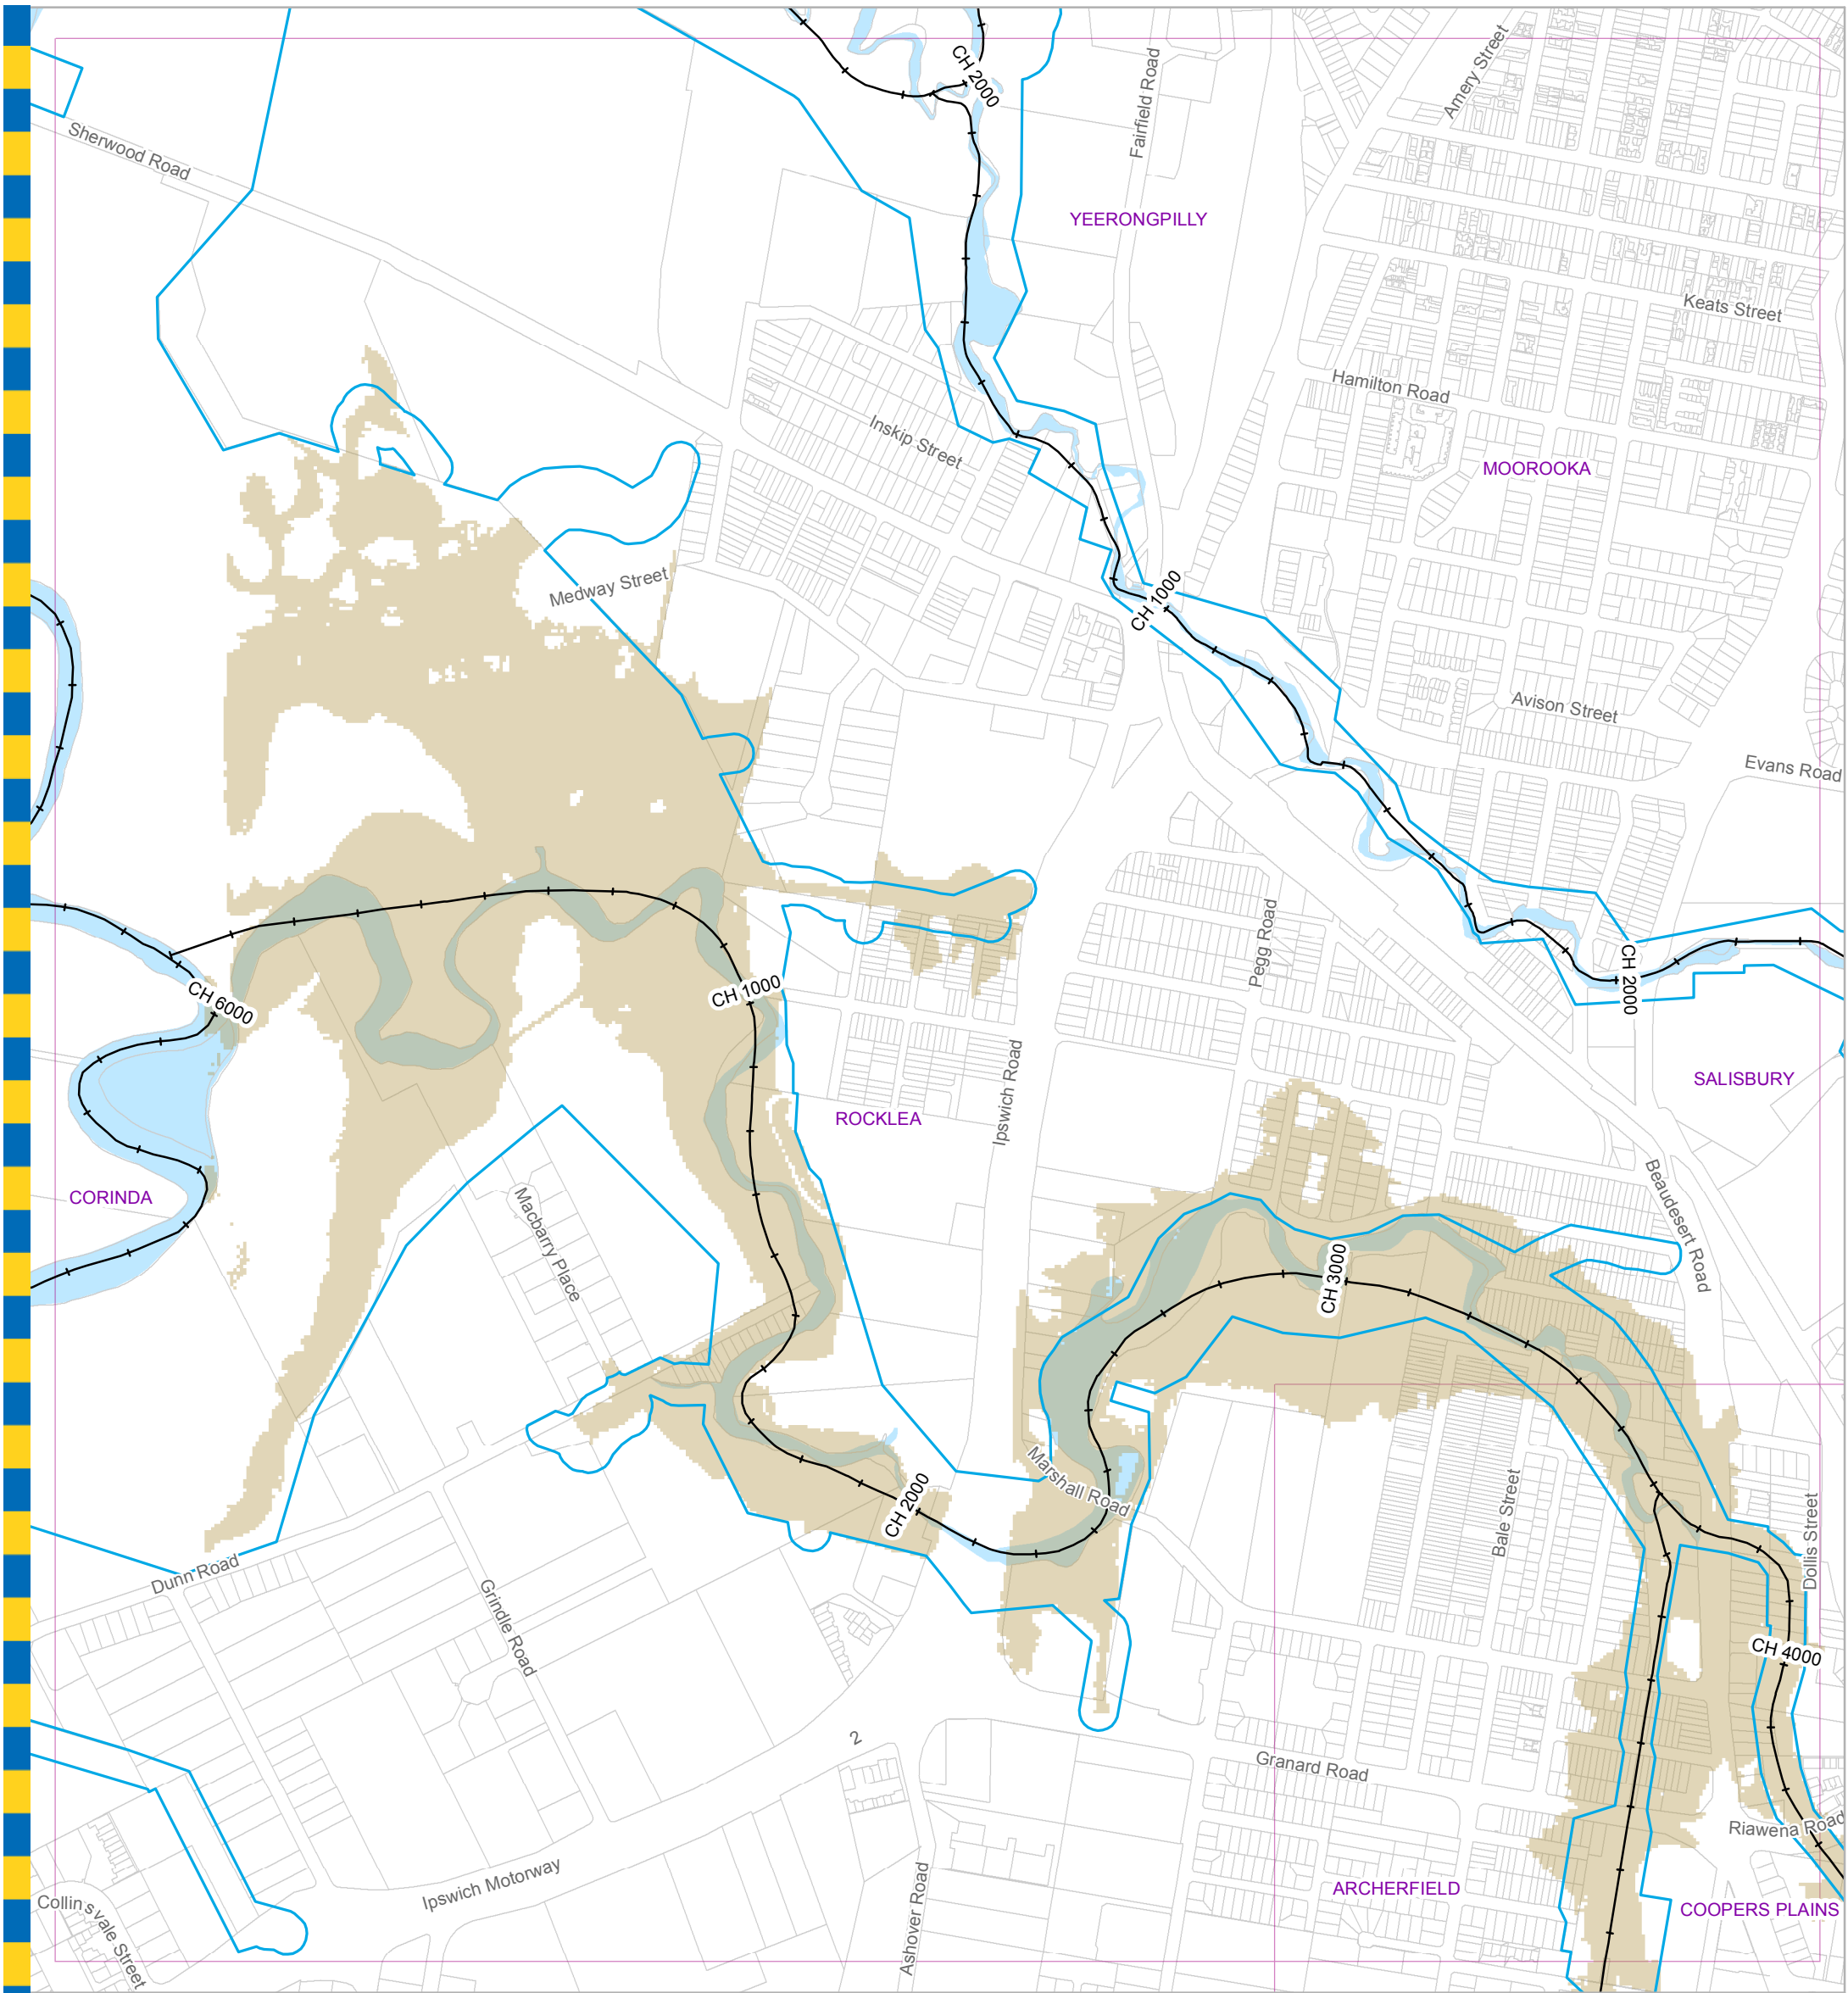 CH 2000
Amery Street
Fairfield Road
Sherwood Road
YEERONGPILLY
Keats Street
Hamilton Road
Inskip Street
MOOROOKA
Medway Street
CH 1000
Avison Street
Evans Road
Pegg Road
CH 6000
CH 1000
CH 2000
Ipswich Road
SALISBURY
ROCKLEA
CORINDA
Macbarry Place
Beaudesert Road
CH 3000
Marshall Road
CH 2000
Bale Street
Dollis Street
Dunn Road
Grindle Road
CH 4000
2
Granard Road
Riawena Road
Ipswich Motorway
Ashover Road
ARCHERFIELD
COOPERS PLAINS
Collinsvale Street